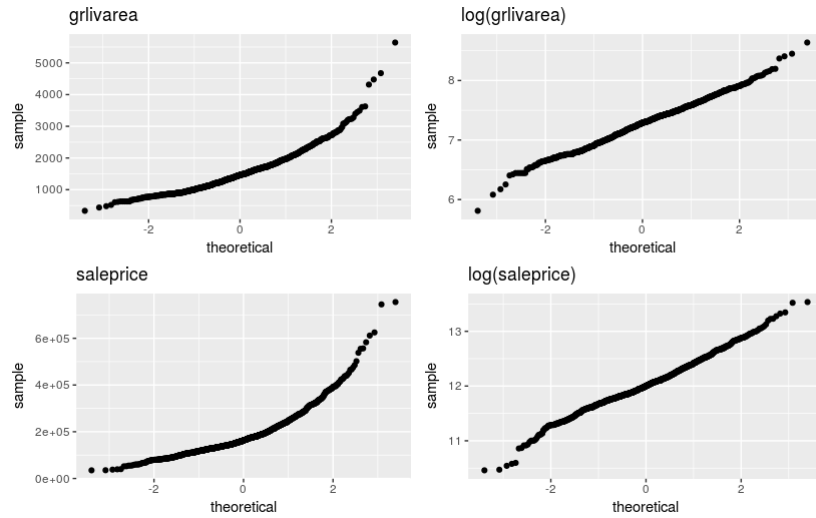 grlivarea
log(grlivarea)
sample
5000
4000
3000
2000
1000
-2
0
2
theoretical
sample
8
7
6
-2
0
2
theoretical
saleprice
log(saleprice)
sample
6e+05
4e+05
2e+05
0e+00
-2
0
2
theoretical
sample
13
12
11
-2
0
2
theoretical